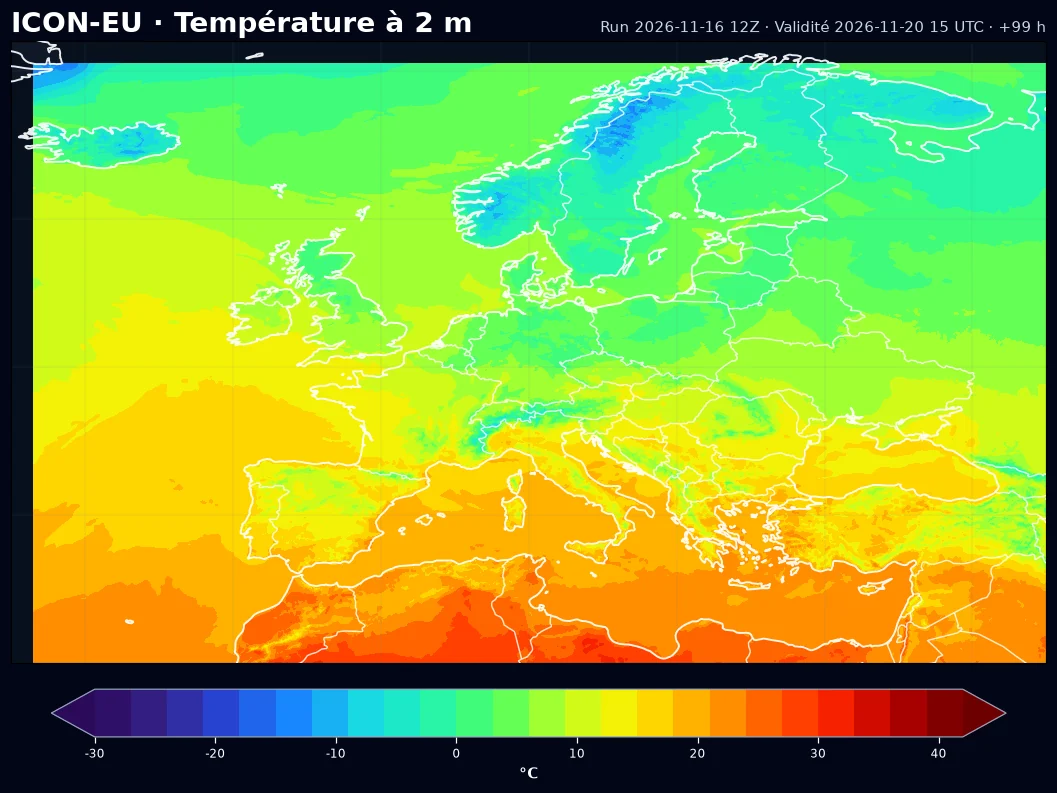 ICON-EU · Température à 2 m
Run 2026-11-16 12Z · Validité 2026-11-20 15 UTC · +99 h
-30 -20 -10 0 10 20 30 40
°C